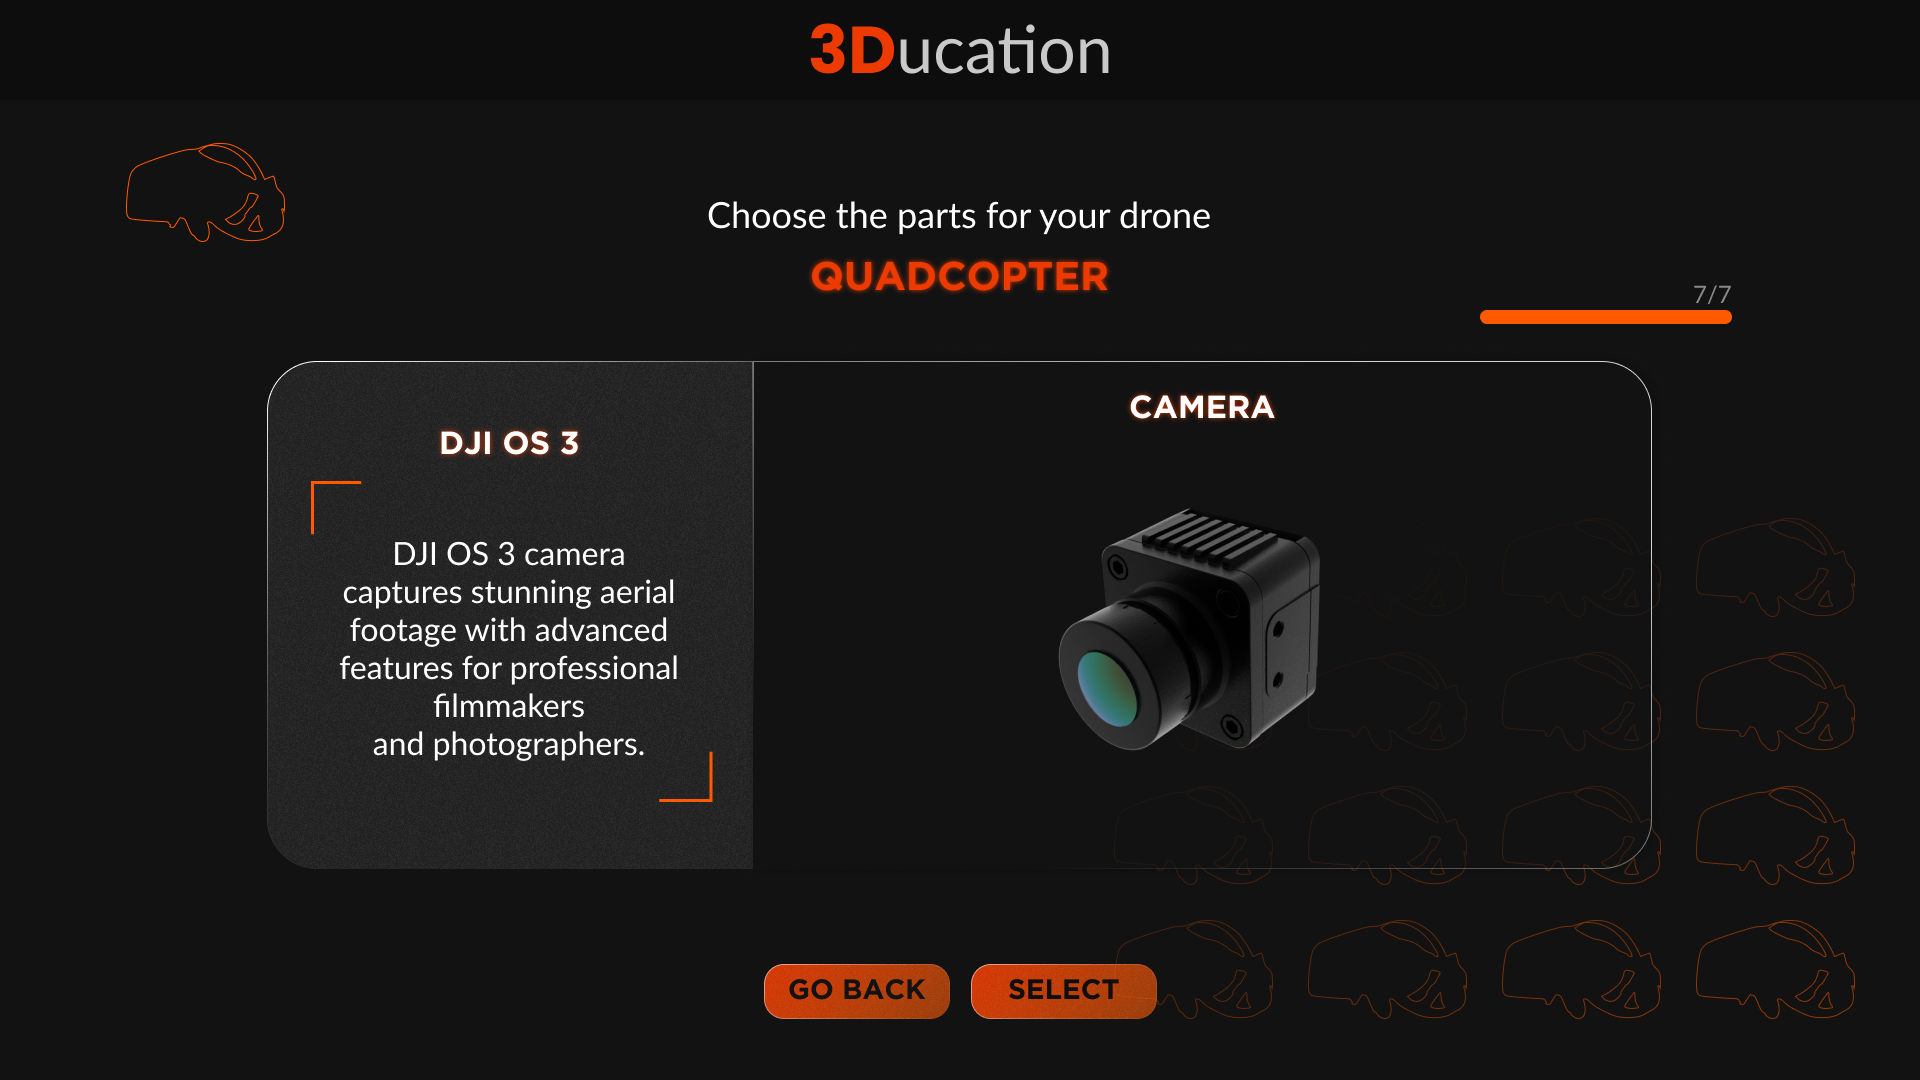 3Ducation
Choose the parts for your drone
QUADCOPTER
7/7
DJI OS 3
DJI OS 3 camera
captures stunning aerial
footage with advanced
features for professional
filmmakers
and photographers.
CAMERA
GO BACK
SELECT